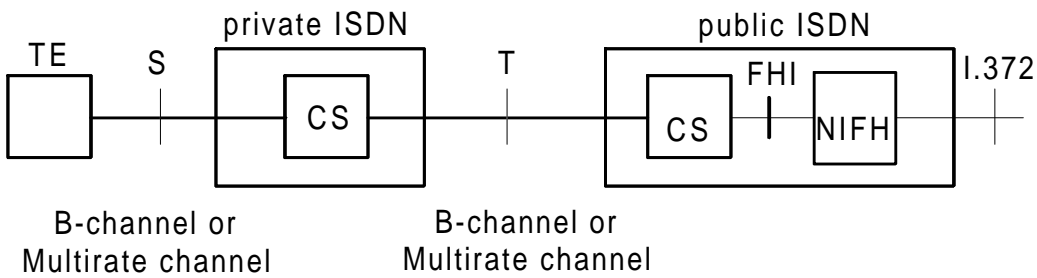 private ISDN
public ISDN
TE
S
T
FHI
I.372
CS
CS
NIFH
B-channel or
Multirate channel
B-channel or
Multirate channel